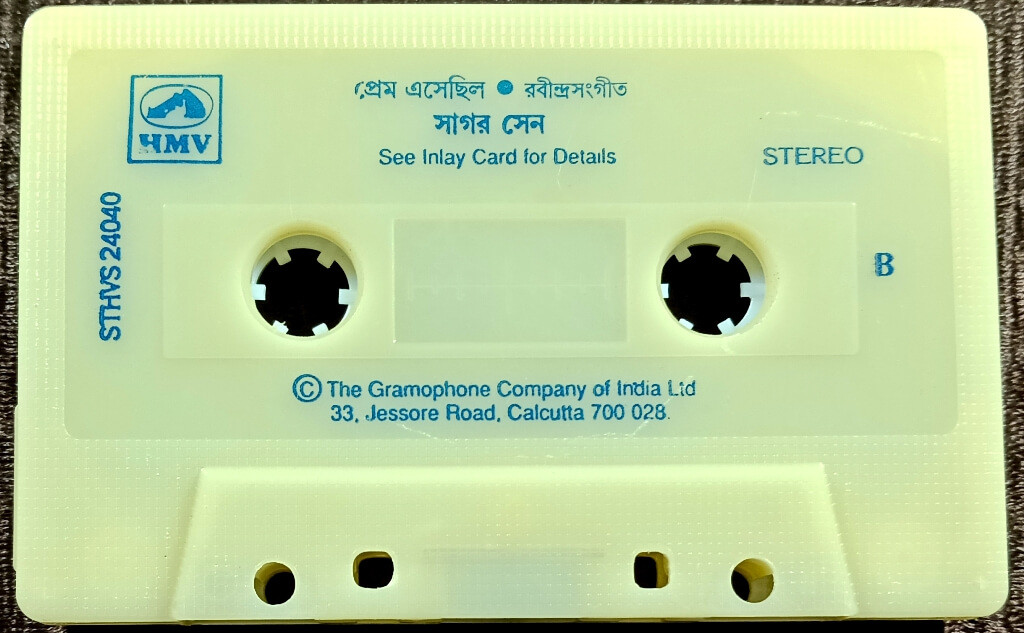 প্রেম এসেছিল ● রবীন্দ্রসংগীত
সাগর সেন
See Inlay Card for Details
HMV
STEREO
STHVS 24040
B
© The Gramophone Company of India Ltd
33, Jessore Road, Calcutta 700 028.